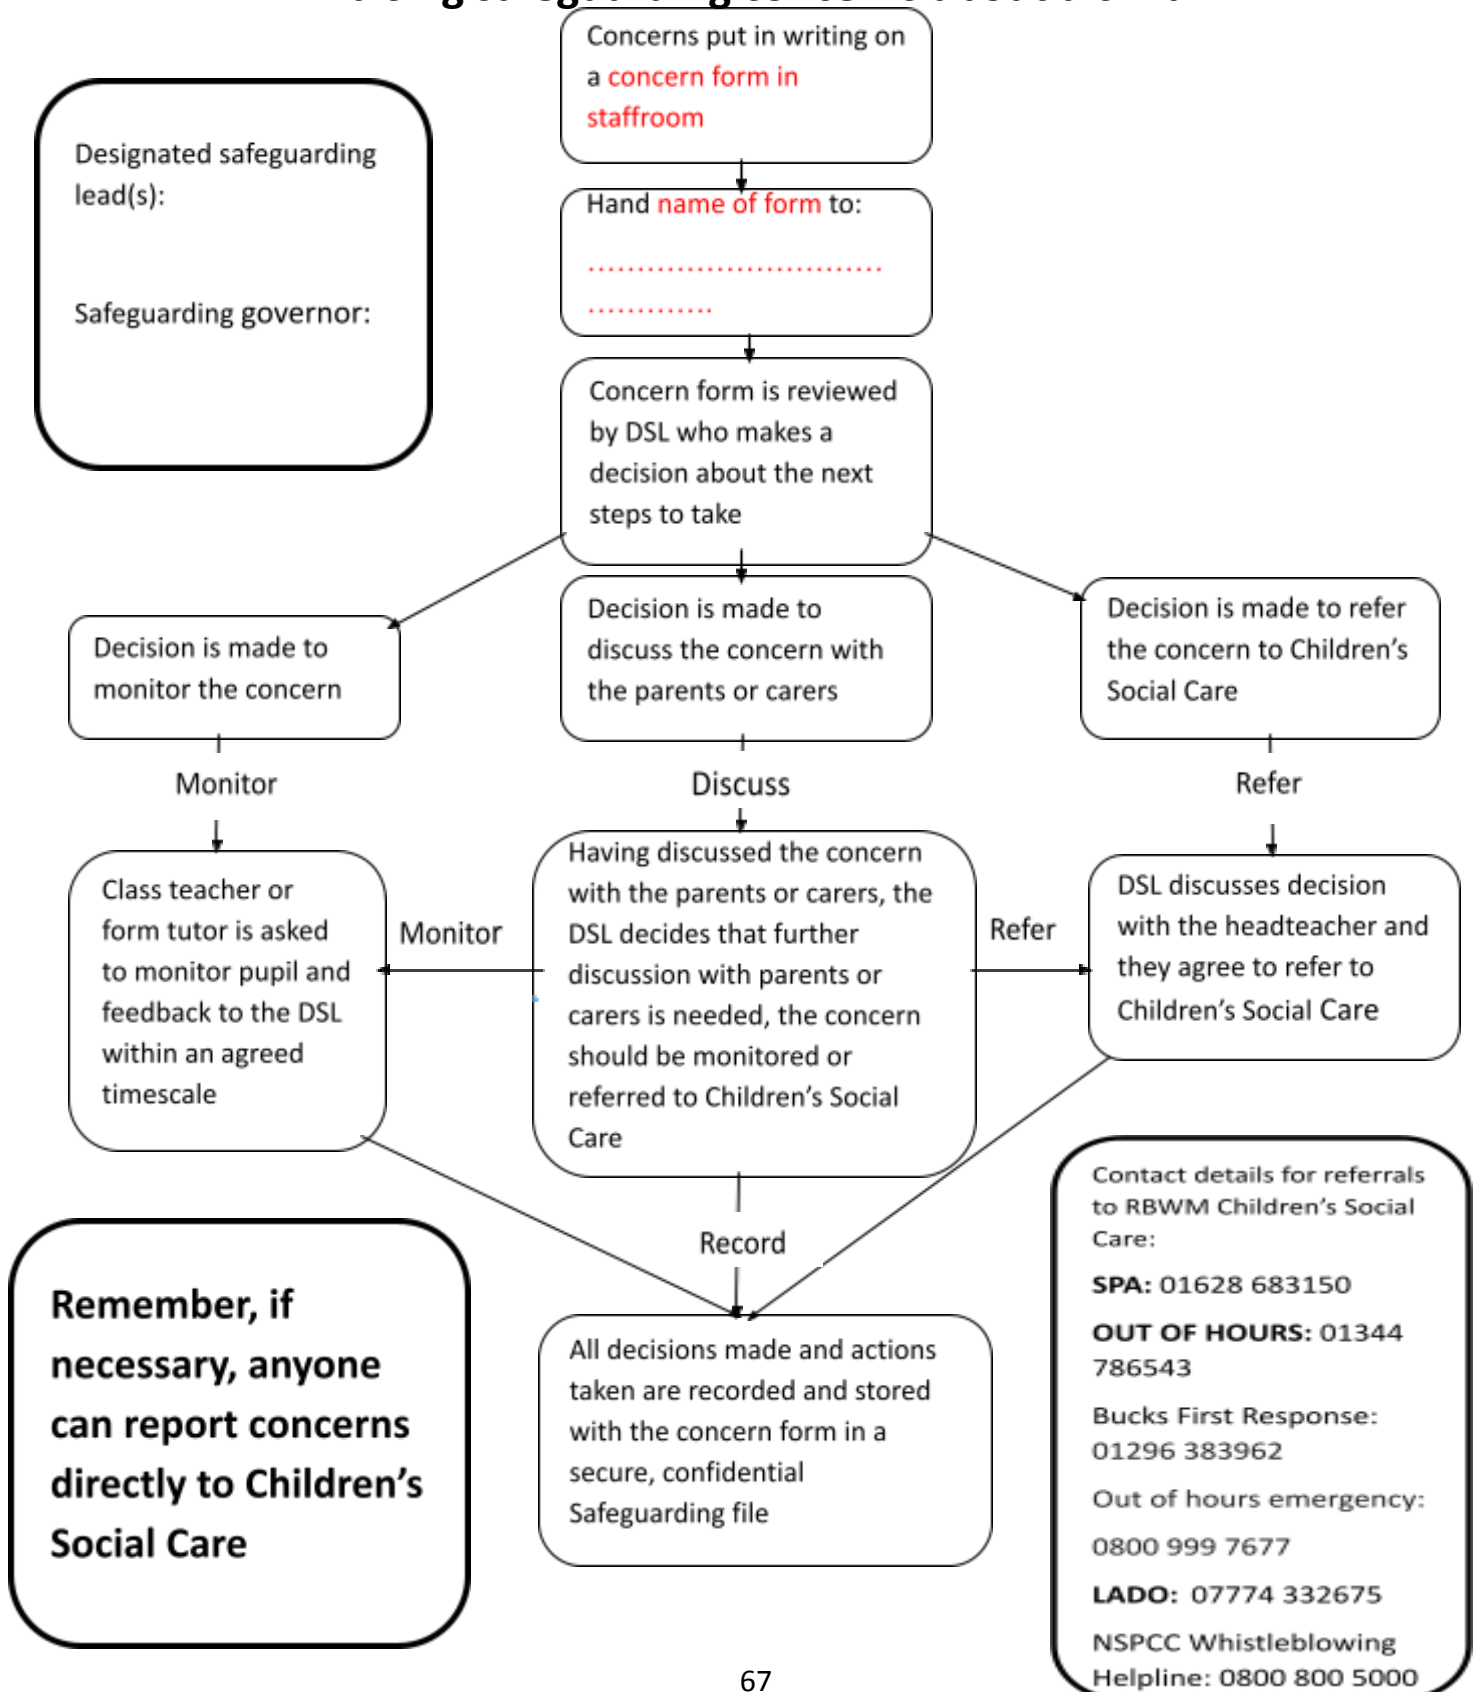 Concerns put in writing on
a concern form in
staffroom
Designated safeguarding
lead(s):
Safeguarding governor:
Hand name of form to:
..............................
.............
Concern form is reviewed
by DSL who makes a
decision about the next
steps to take
Decision is made to
monitor the concern
Decision is made to
discuss the concern with
the parents or carers
Decision is made to refer
the concern to Children’s
Social Care
Monitor
Discuss
Refer
Class teacher or
form tutor is asked
to monitor pupil and
feedback to the DSL
within an agreed
timescale
Monitor
Having discussed the concern
with the parents or carers, the
DSL decides that further
discussion with parents or
carers is needed, the concern
should be monitored or
referred to Children’s Social
Care
Refer
DSL discusses decision
with the headteacher and
they agree to refer to
Children’s Social Care
Record
Remember, if
necessary, anyone
can report concerns
directly to Children’s
Social Care
All decisions made and actions
taken are recorded and stored
with the concern form in a
secure, confidential
Safeguarding file
Contact details for referrals
to RBWM Children’s Social
Care:
SPA: 01628 683150
OUT OF HOURS: 01344
786543
Bucks First Response:
01296 383962
Out of hours emergency:
0800 999 7677
LADO: 07774 332675
NSPCC Whistleblowing
Helpline: 0800 800 5000
67